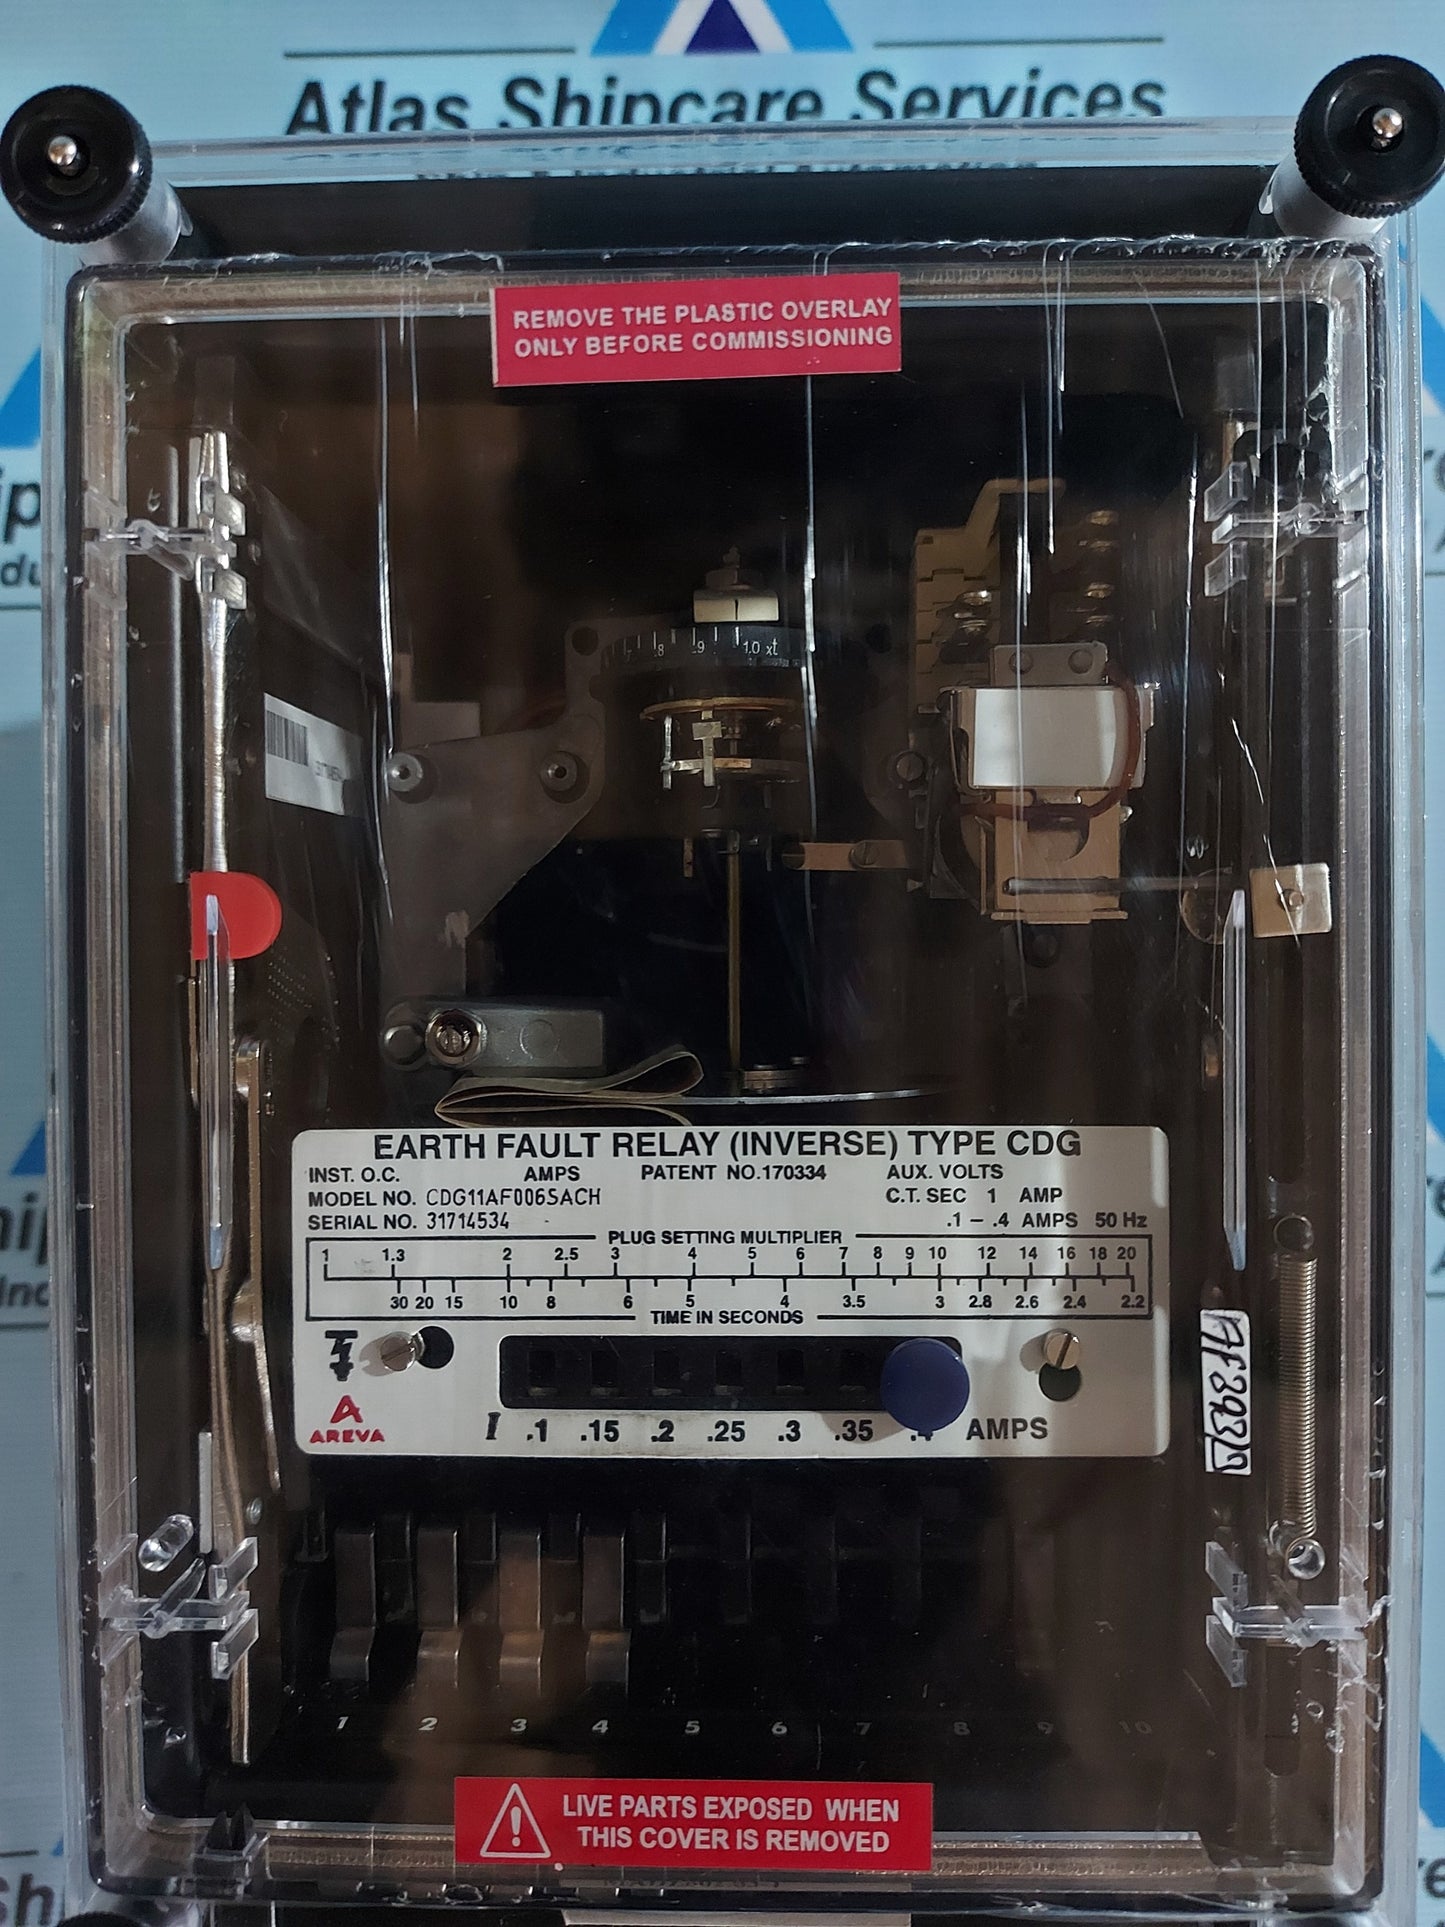 Atlas Shipcare Services
REMOVE THE PLASTIC OVERLAY
ONLY BEFORE COMMISSIONING
.8 .9 1.0 xt
EARTH FAULT RELAY (INVERSE) TYPE CDG
INST. O.C. AMPS PATENT NO.170334 AUX. VOLTS
MODEL NO. CDG11AF006SACH C.T. SEC 1 AMP
SERIAL NO. 31714534 .1 – .4 AMPS 50 Hz
PLUG SETTING MULTIPLIER
1 1.3 2 2.5 3 4 5 6 7 8 9 10 12 14 16 18 20
30 20 15 10 8 6 5 4 3.5 3 2.8 2.6 2.4 2.2
TIME IN SECONDS
AREVA
I .1 .15 .2 .25 .3 .35 .4 AMPS
1 2 3 4 5 6 7 8 9 10
LIVE PARTS EXPOSED WHEN
THIS COVER IS REMOVED